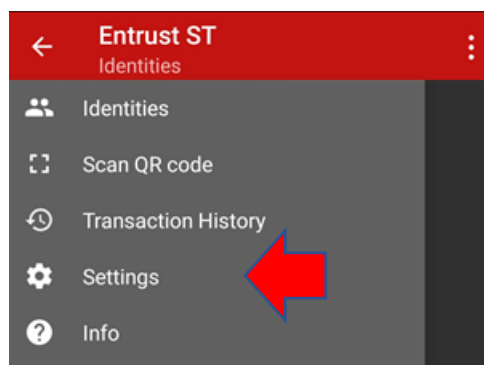 Entrust ST
Identities
Identities
Scan QR code
Transaction History
Settings
Info